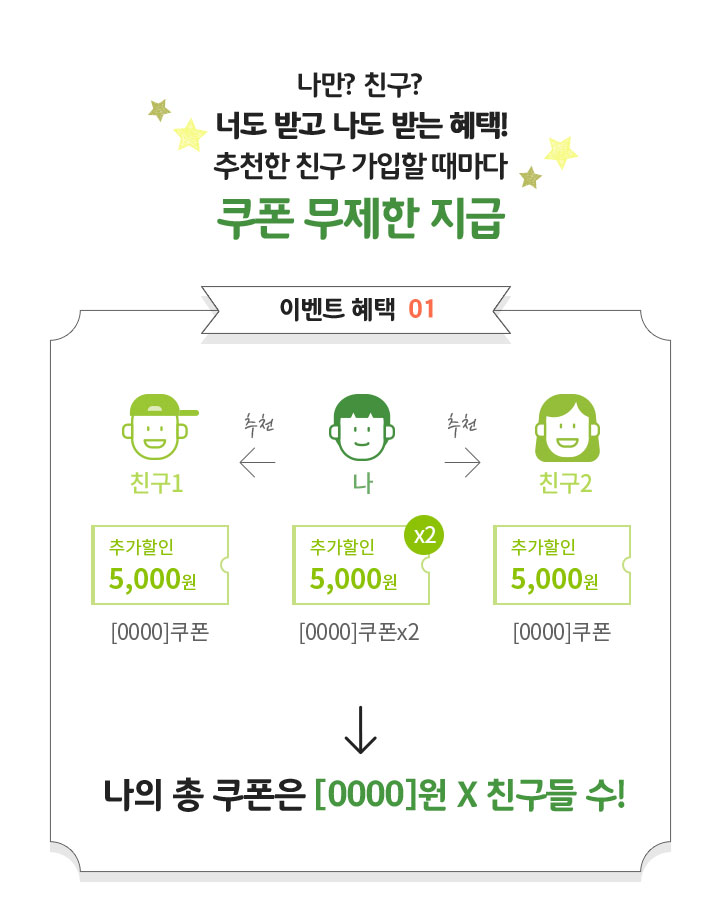 나만? 친구?
너도 받고 나도 받는 혜택!
추천한 친구 가입할 때마다
쿠폰 무제한 지급
이벤트 혜택 01
추천 추천
친구1 나 친구2
x2
추가할인 추가할인 추가할인
5,000원 5,000원 5,000원
[0000]쿠폰 [0000]쿠폰x2 [0000]쿠폰
나의 총 쿠폰은 [0000]원 X 친구들 수!